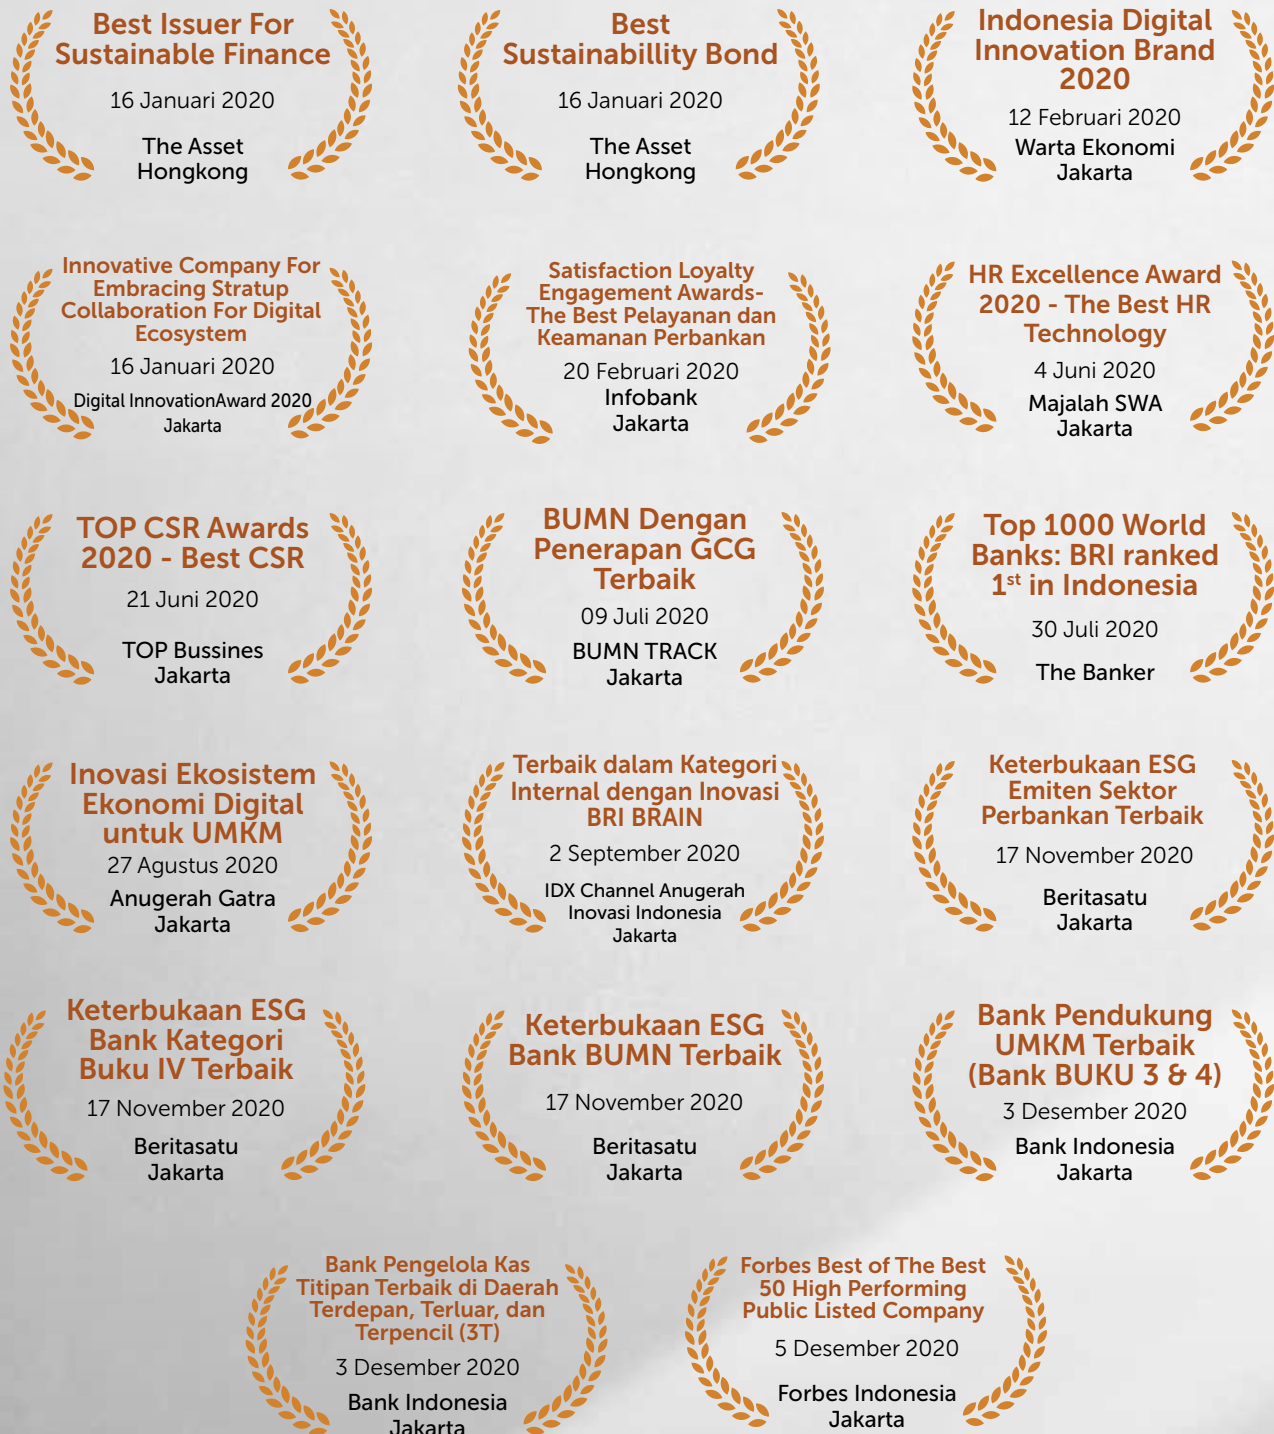 Best Issuer For
Sustainable Finance
16 Januari 2020
The Asset
Hongkong
Best
Sustainabillity Bond
16 Januari 2020
The Asset
Hongkong
Indonesia Digital
Innovation Brand
2020
12 Februari 2020
Warta Ekonomi
Jakarta
Innovative Company For
Embracing Stratup
Collaboration For Digital
Ecosystem
16 Januari 2020
Digital InnovationAward 2020
Jakarta
Satisfaction Loyalty
Engagement Awards-
The Best Pelayanan dan
Keamanan Perbankan
20 Februari 2020
Infobank
Jakarta
HR Excellence Award
2020 - The Best HR
Technology
4 Juni 2020
Majalah SWA
Jakarta
TOP CSR Awards
2020 - Best CSR
21 Juni 2020
TOP Bussines
Jakarta
BUMN Dengan
Penerapan GCG
Terbaik
09 Juli 2020
BUMN TRACK
Jakarta
Top 1000 World
Banks: BRI ranked
1st in Indonesia
30 Juli 2020
The Banker
Inovasi Ekosistem
Ekonomi Digital
untuk UMKM
27 Agustus 2020
Anugerah Gatra
Jakarta
Terbaik dalam Kategori
Internal dengan Inovasi
BRI BRAIN
2 September 2020
IDX Channel Anugerah
Inovasi Indonesia
Jakarta
Keterbukaan ESG
Emiten Sektor
Perbankan Terbaik
17 November 2020
Beritasatu
Jakarta
Keterbukaan ESG
Bank Kategori
Buku IV Terbaik
17 November 2020
Beritasatu
Jakarta
Keterbukaan ESG
Bank BUMN Terbaik
17 November 2020
Beritasatu
Jakarta
Bank Pendukung
UMKM Terbaik
(Bank BUKU 3 & 4)
3 Desember 2020
Bank Indonesia
Jakarta
Bank Pengelola Kas
Titipan Terbaik di Daerah
Terdepan, Terluar, dan
Terpencil (3T)
3 Desember 2020
Bank Indonesia
Jakarta
Forbes Best of The Best
50 High Performing
Public Listed Company
5 Desember 2020
Forbes Indonesia
Jakarta